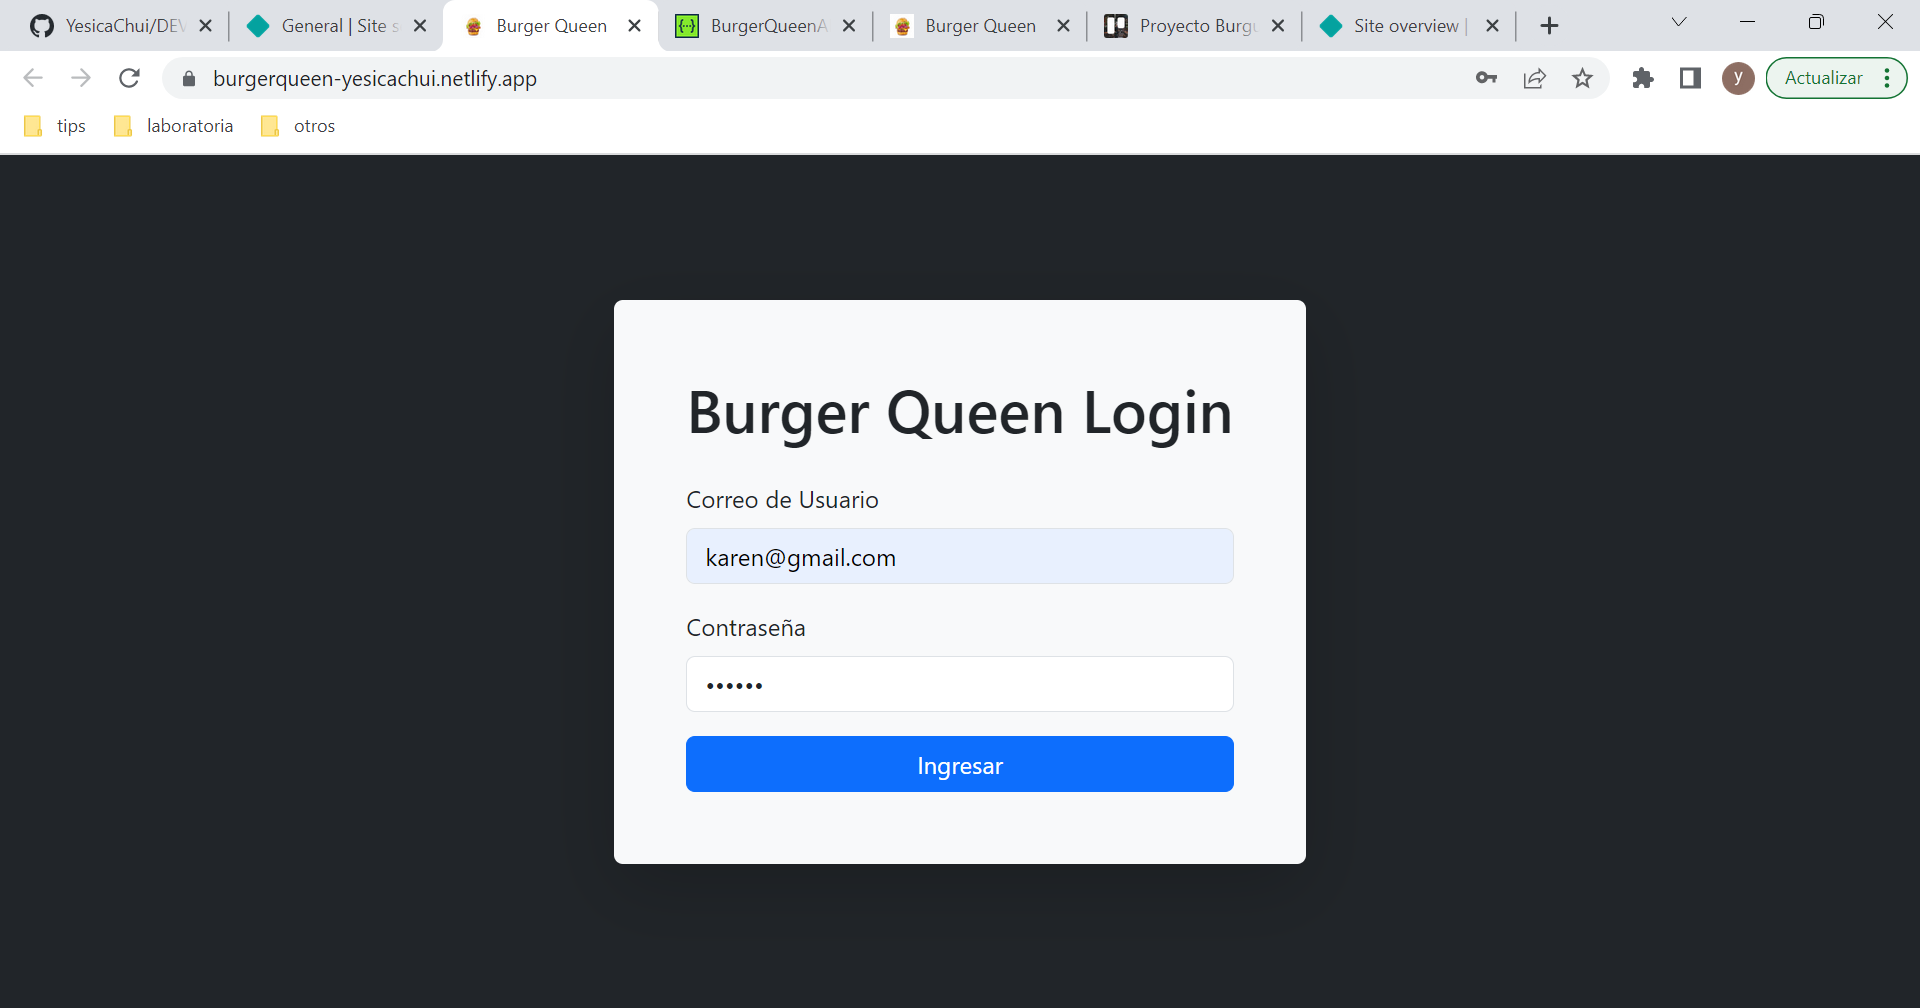 YesicaChui/DEV
General | Site s
Burger Queen
BurgerQueenA
Burger Queen
Proyecto Burgu
Site overview |
burgerqueen-yesicachui.netlify.app
y
Actualizar
tips
laboratoria
otros
Burger Queen Login
Correo de Usuario
karen@gmail.com
Contraseña
••••••
Ingresar